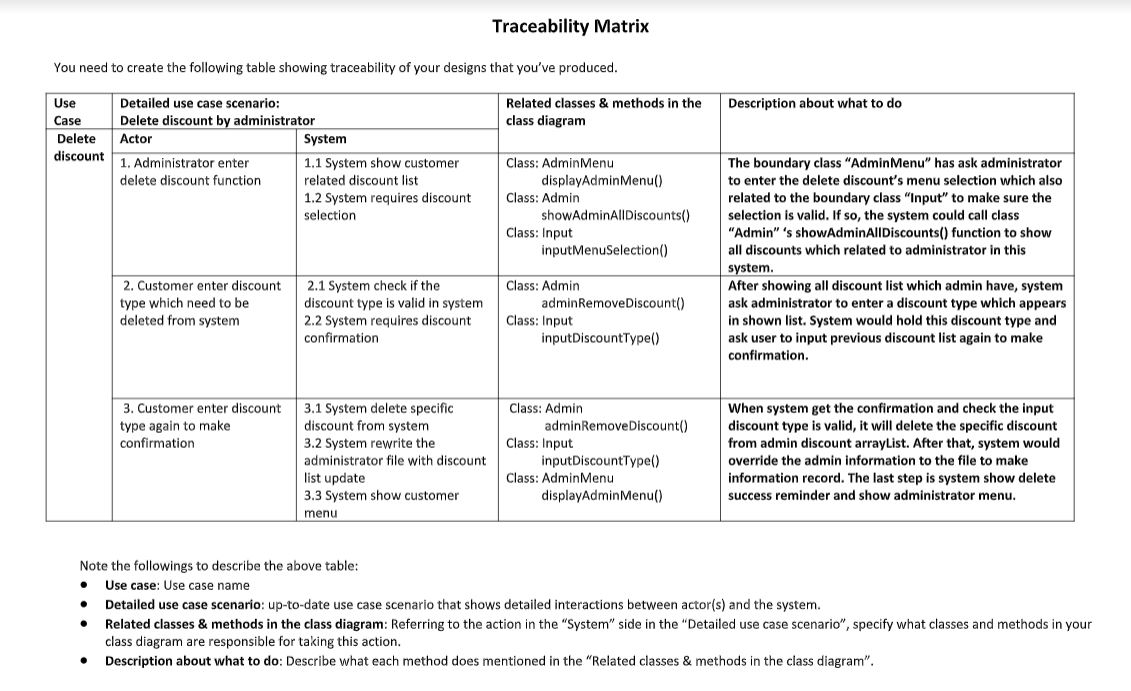 Traceability Matrix
You need to create the following table showing traceability of your designs that you've produced.
Use
Case
Detailed use case scenario:
Delete discount by administrator
Related classes & methods in the
class diagram
Description about what to do
Delete
discount
Actor
System
1. Administrator enter
delete discount function
1.1 System show customer
related discount list
1.2 System requires discount
selection
Class: AdminMenu
displayAdminMenu()
Class: Admin
showAdminAllDiscounts()
Class: Input
inputMenuSelection()
The boundary class “AdminMenu” has ask administrator
to enter the delete discount’s menu selection which also
related to the boundary class “Input” to make sure the
selection is valid. If so, the system could call class
“Admin” ‘s showAdminAllDiscounts() function to show
all discounts which related to administrator in this
system.
2. Customer enter discount
type which need to be
deleted from system
2.1 System check if the
discount type is valid in system
2.2 System requires discount
confirmation
Class: Admin
adminRemoveDiscount()
Class: Input
inputDiscountType()
After showing all discount list which admin have, system
ask administrator to enter a discount type which appears
in shown list. System would hold this discount type and
ask user to input previous discount list again to make
confirmation.
3. Customer enter discount
type again to make
confirmation
3.1 System delete specific
discount from system
3.2 System rewrite the
administrator file with discount
list update
3.3 System show customer
menu
Class: Admin
adminRemoveDiscount()
Class: Input
inputDiscountType()
Class: AdminMenu
displayAdminMenu()
When system get the confirmation and check the input
discount type is valid, it will delete the specific discount
from admin discount arrayList. After that, system would
override the admin information to the file to make
information record. The last step is system show delete
success reminder and show administrator menu.
Note the followings to describe the above table:
● Use case: Use case name
● Detailed use case scenario: up-to-date use case scenario that shows detailed interactions between actor(s) and the system.
● Related classes & methods in the class diagram: Referring to the action in the “System” side in the “Detailed use case scenario”, specify what classes and methods in your
class diagram are responsible for taking this action.
● Description about what to do: Describe what each method does mentioned in the “Related classes & methods in the class diagram”.